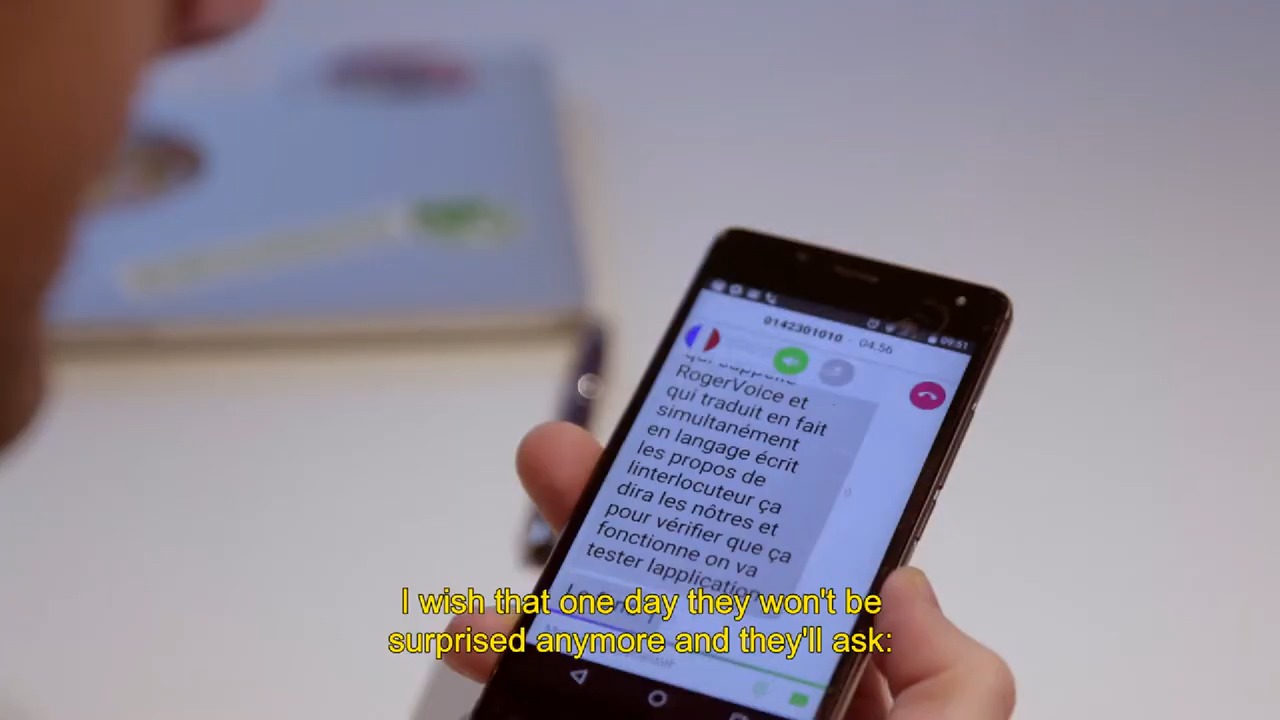 09:51
0142301010 - 04:56
RogerVoice et
qui traduit en fait
simultanément
en langage écrit
les propos de
linterlocuteur ça
dira les nôtres et
pour vérifier que ça
fonctionne on va
tester lapplication
I wish that one day they won't be
surprised anymore and they'll ask: